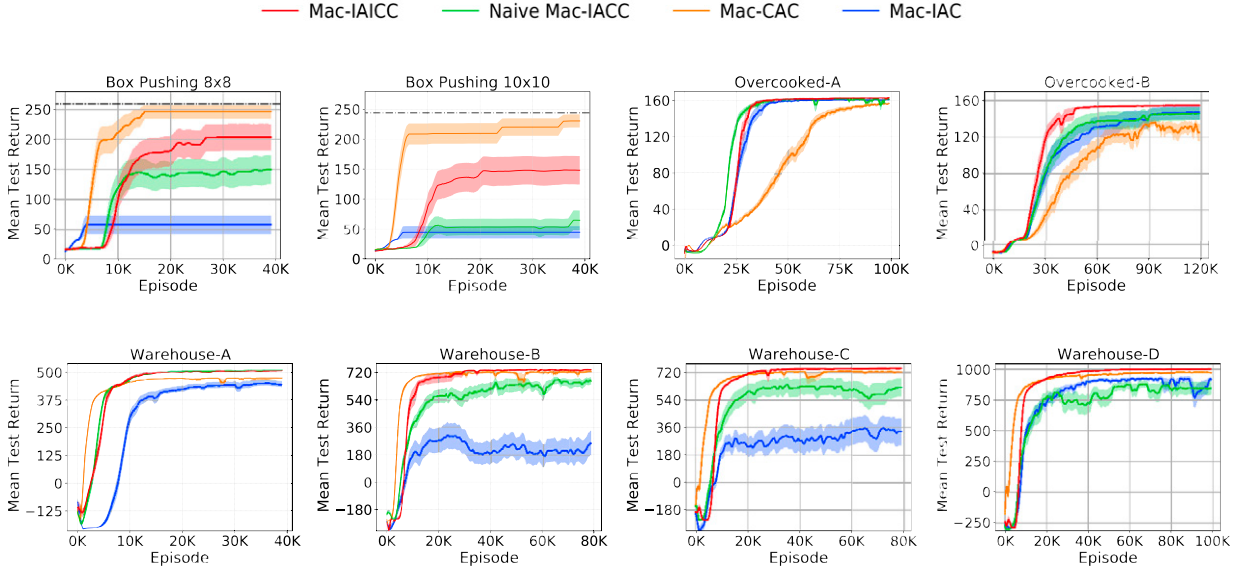 Mac-IAICC Naive Mac-IACC Mac-CAC Mac-IAC
Box Pushing 8x8
Mean Test Return
250
200
150
100
50
0
0K 10K 20K 30K 40K
Episode
Box Pushing 10x10
Mean Test Return
250
200
150
100
50
0
0K 10K 20K 30K 40K
Episode
Overcooked-A
Mean Test Return
160
120
80
40
0
0K 25K 50K 75K 100K
Episode
Overcooked-B
Mean Test Return
160
120
80
40
0
0K 30K 60K 90K 120K
Episode
Warehouse-A
Mean Test Return
500
375
250
125
0
−125
0K 10K 20K 30K 40K
Episode
Warehouse-B
Mean Test Return
720
540
360
180
0
−180
0K 20K 40K 60K 80K
Episode
Warehouse-C
Mean Test Return
720
540
360
180
0
−180
0K 20K 40K 60K 80K
Episode
Warehouse-D
Mean Test Return
1000
750
500
250
0
−250
0K 20K 40K 60K 80K 100K
Episode